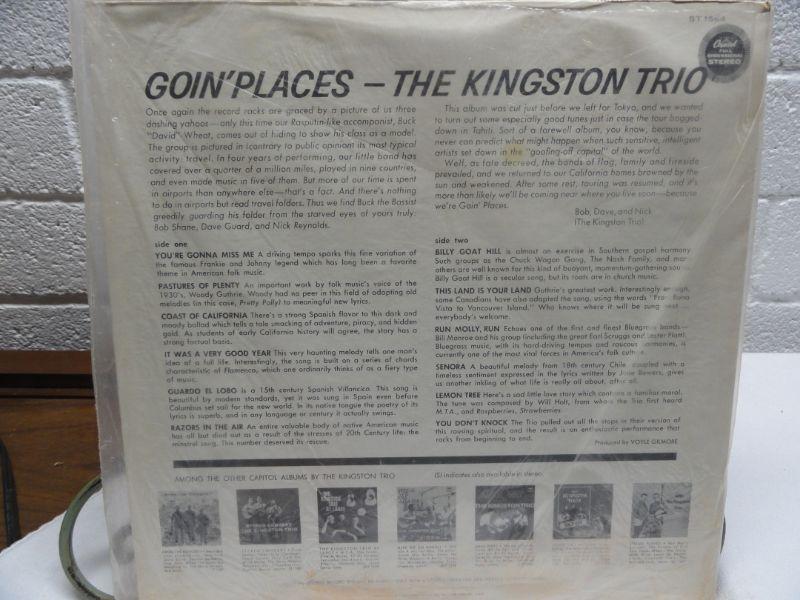 ST 1564
Capitol
FULL
DIMENSIONAL
STEREO
GOIN' PLACES – THE KINGSTON TRIO
Once again the record racks are graced by a picture of us three
dashing yahoos—only this time our Rasputin-like accompanist, Buck
"David" Wheat, comes out of hiding to show his class as a model.
The group is pictured in (contrary to public opinion) its most typical
activity: travel. In four years of performing, our little band has
covered over a quarter of a million miles, played in nine countries,
and even made music in five of them. But more of our time is spent
in airports than anywhere else—that's a fact. And there's nothing
to do in airports but read travel folders. Thus we find Buck the Bassist
greedily guarding his folder from the starved eyes of yours truly:
Bob Shane, Dave Guard, and Nick Reynolds.
side one
YOU'RE GONNA MISS ME A driving tempo sparks this fine variation of
the famous Frankie and Johnny legend which has long been a favorite
theme in American folk music.
PASTURES OF PLENTY An important work by folk music's voice of the
1930's, Woody Guthrie. Woody had no peer in this field of adapting old
melodies (in this case, Pretty Polly) to meaningful new lyrics.
COAST OF CALIFORNIA There's a strong Spanish flavor to this dark and
moody ballad which tells a tale smacking of adventure, piracy, and hidden
gold. As students of early California history will agree, the story has a
strong factual basis.
IT WAS A VERY GOOD YEAR This very haunting melody tells one man's
idea of a full life. Interestingly, the song is built on a series of chords
characteristic of Flamenco, which one ordinarily thinks of as a fiery type
of music.
GUARDO EL LOBO is a 15th century Spanish Villancico. This song is
beautiful by modern standards, yet it was sung in Spain even before
Columbus set sail for the new world. In its native tongue the poetry of its
lyrics is superb, and in any language or century it actually swings.
RAZORS IN THE AIR An entire valuable body of native American music
has all but died out as a result of the stresses of 20th Century life: the
minstrel song. This number deserved its rescue.
This album was cut just before we left for Tokyo, and we wanted
to turn out some especially good tunes just in case the tour bogged
down in Tahiti. Sort of a farewell album, you know, because you
never can predict what might happen when such sensitive, intelligent
artists set down in the "goofing-off capital" of the world.
Well, as fate decreed, the bands of flag, family and fireside
prevailed, and we returned to our California homes browned by the
sun and weakened. After some rest, touring was resumed, and it's
more than likely we'll be coming near where you live soon—because
we're Goin' Places.
Bob, Dave, and Nick
(The Kingston Trio)
side two
BILLY GOAT HILL is almost an exercise in Southern gospel harmony
Such groups as the Chuck Wagon Gang, The Nash Family, and
others are well known for this kind of buoyant, momentum-gathering
Billy Goat Hill is a secular song, but its roots are in church music.
THIS LAND IS YOUR LAND Guthrie's greatest work. Interestingly enough,
some Canadians have also adapted the song, using the words "From Bona
Vista to Vancouver Island." Who knows where it will be sung next
everybody's welcome.
RUN MOLLY, RUN Echoes one of the first and finest Bluegrass bands—
Bill Monroe and his group (including the great Earl Scruggs and Lester Flatt).
Bluegrass music, with its hard-driving tempos and raucous harmonies, is
currently one of the most vital forces in American folk culture.
SENORA A beautiful melody from 18th century Chile coupled with a
timeless sentiment expressed in the lyrics written by Jane Bowers, gives
us another inkling of what life is really all about, after all.
LEMON TREE Here's a sad little love story which contains a familiar moral.
The tune was composed by Will Holt, from whom the Trio first heard
M.T.A., and Raspberries, Strawberries.
YOU DON'T KNOCK The Trio pulled out all the stops in their version of
this rousing spiritual, and the result is an enthusiastic performance that
rocks from beginning to end.
Produced by VOYLE GILMORE
AMONG THE OTHER CAPITOL ALBUMS BY THE KINGSTON TRIO
(S) indicates also available in stereo.
THE KINGSTON TRIO